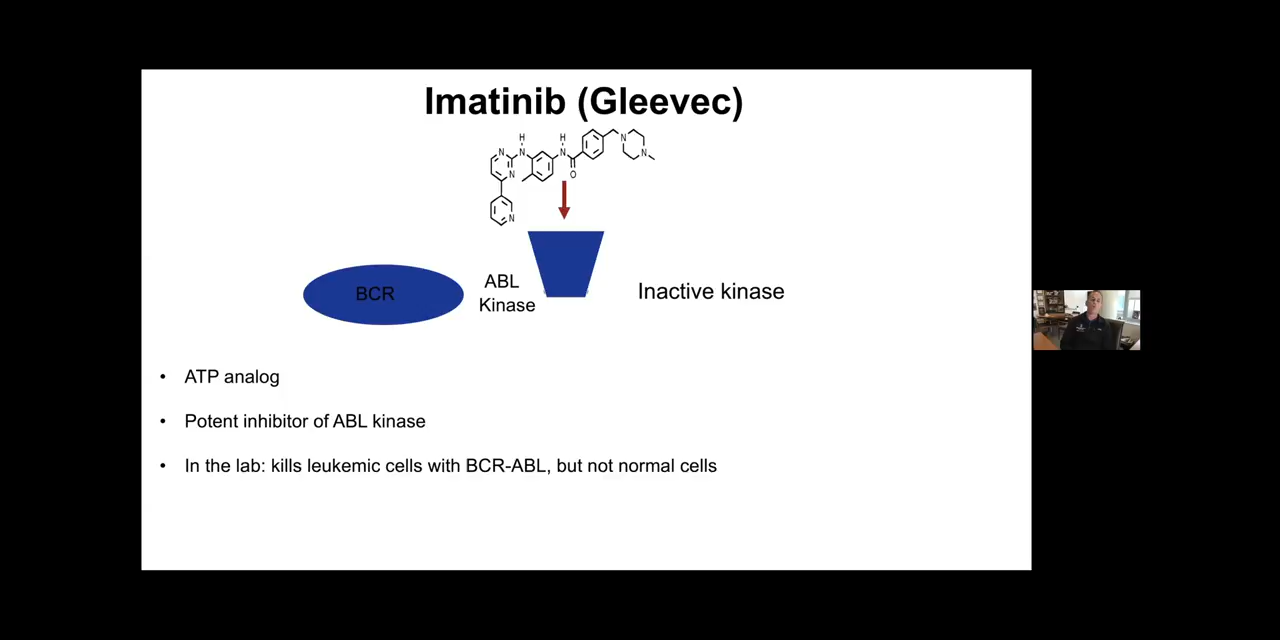 Imatinib (Gleevec)
H
H
N
N
N
N
N
N
O
N
N
BCR
ABL
Kinase
Inactive kinase
• ATP analog
• Potent inhibitor of ABL kinase
• In the lab: kills leukemic cells with BCR-ABL, but not normal cells